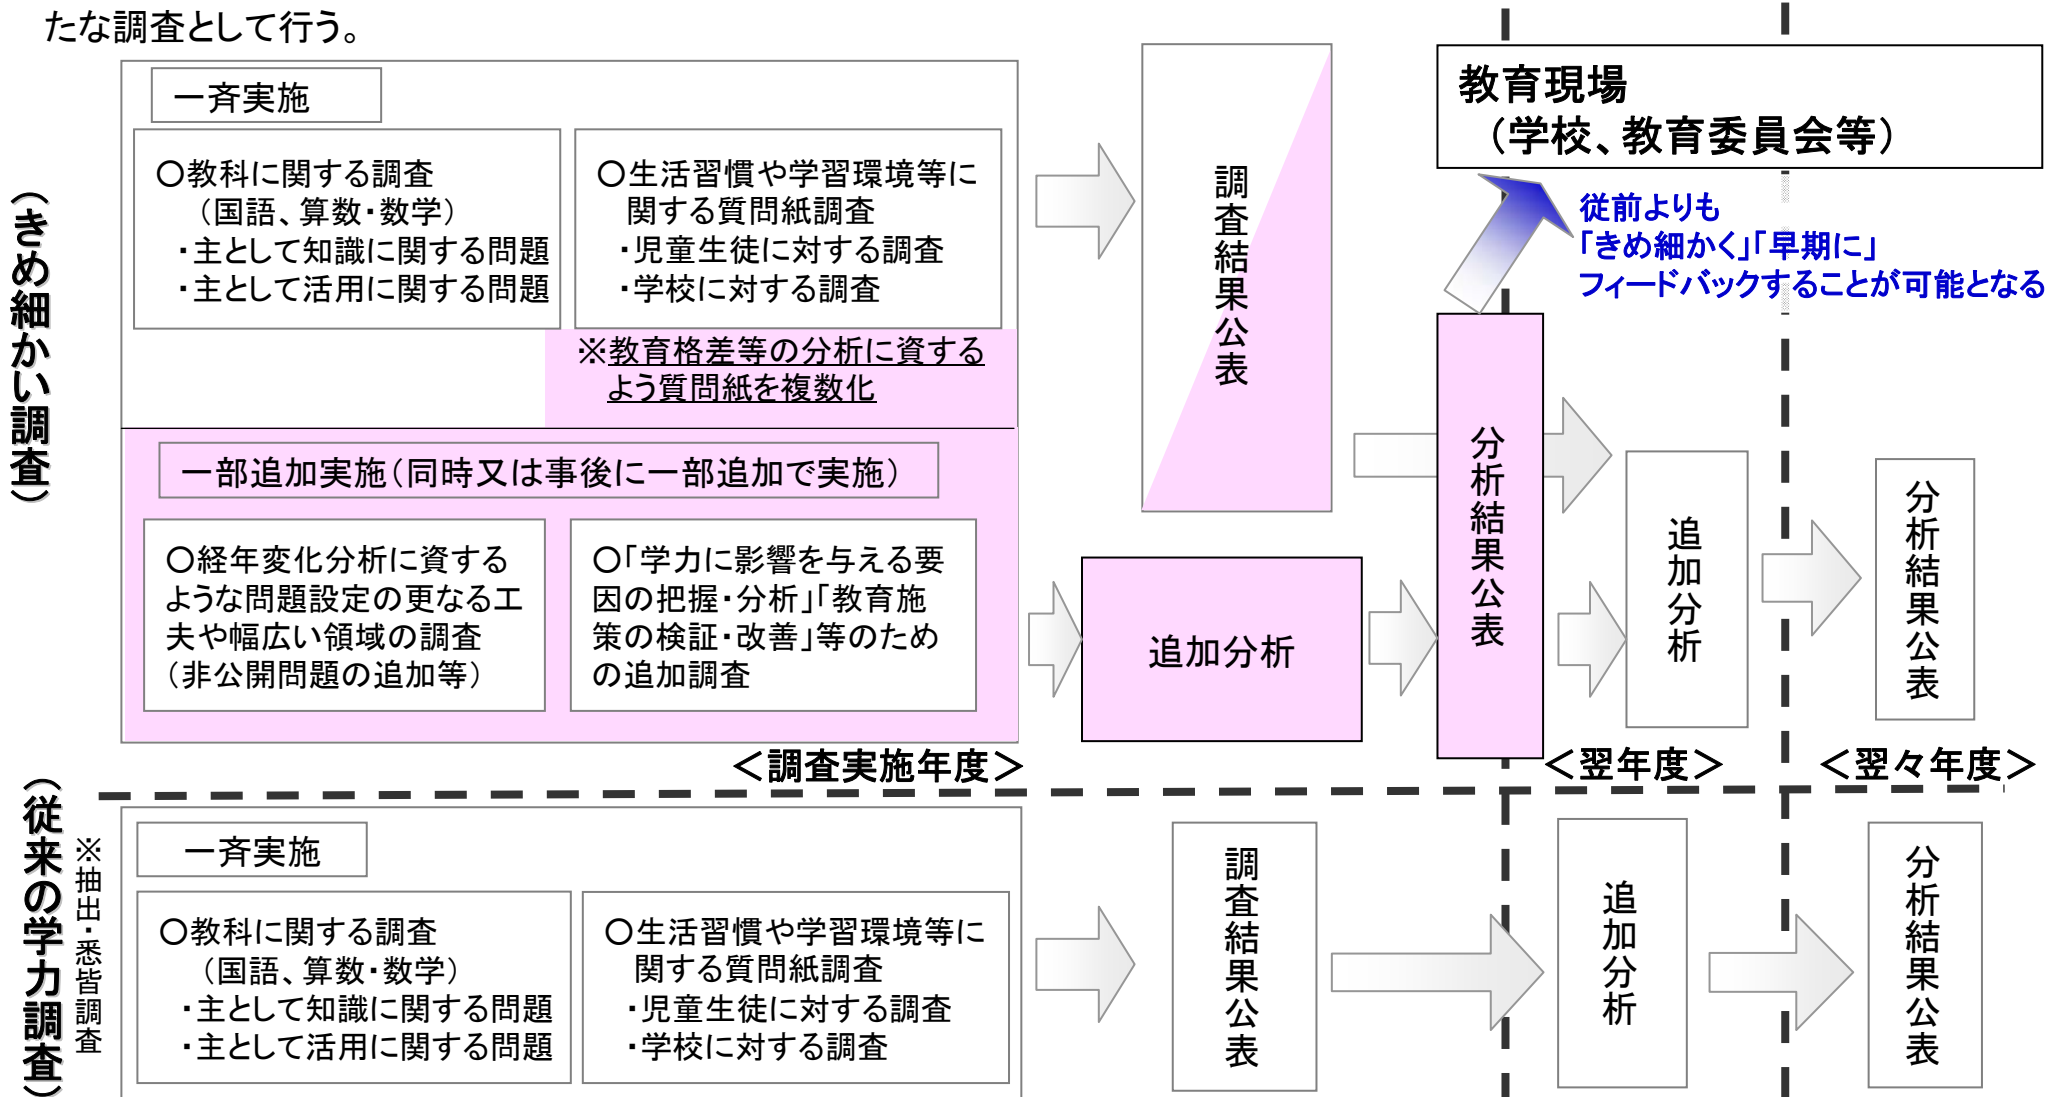 たな調査として行う。
(きめ細かい調査)
一斉実施
○教科に関する調査
(国語、算数・数学)
・主として知識に関する問題
・主として活用に関する問題
○生活習慣や学習環境等に
関する質問紙調査
・児童生徒に対する調査
・学校に対する調査
※教育格差等の分析に資する
よう質問紙を複数化
一部追加実施(同時又は事後に一部追加で実施)
○経年変化分析に資する
ような問題設定の更なる工
夫や幅広い領域の調査
(非公開問題の追加等)
○「学力に影響を与える要
因の把握・分析」「教育施
策の検証・改善」等のため
の追加調査
調査結果公表
追加分析
分析結果公表
教育現場
(学校、教育委員会等)
従前よりも
「きめ細かく」「早期に」
フィードバックすることが可能となる
追加分析
分析結果公表
<調査実施年度>
<翌年度>
<翌々年度>
(従来の学力調査)
※抽出・悉皆調査
一斉実施
○教科に関する調査
(国語、算数・数学)
・主として知識に関する問題
・主として活用に関する問題
○生活習慣や学習環境等に
関する質問紙調査
・児童生徒に対する調査
・学校に対する調査
調査結果公表
追加分析
分析結果公表